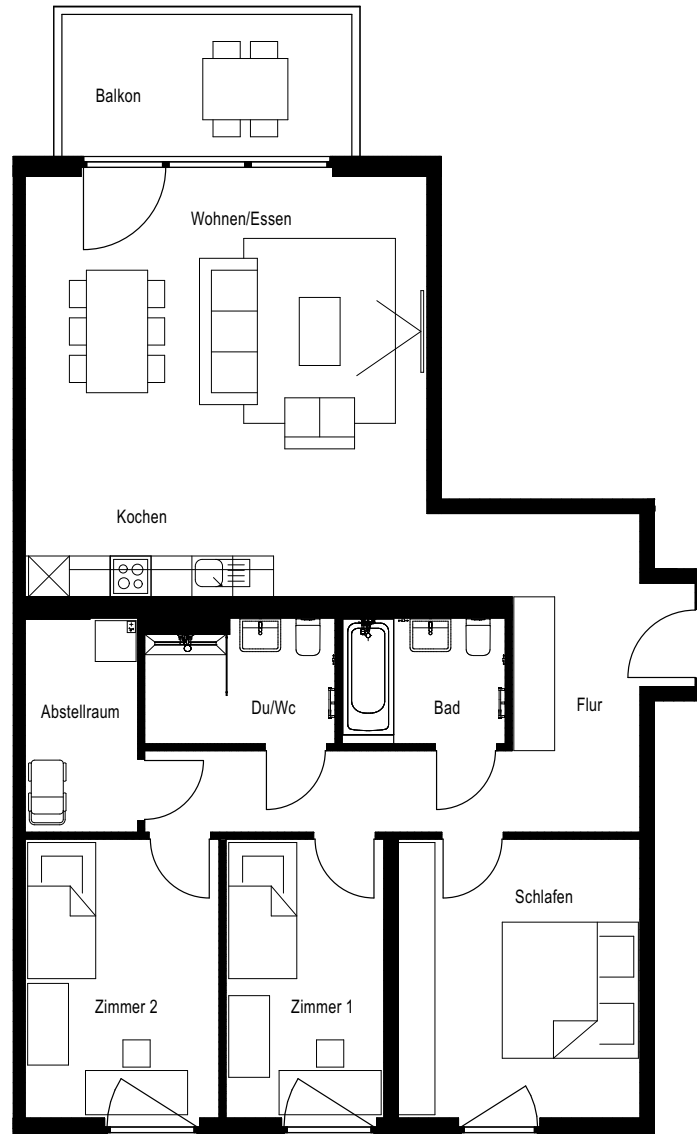 Balkon
Wohnen/Essen
Kochen
Abstellraum
Du/Wc
Bad
Flur
Schlafen
Zimmer 2
Zimmer 1